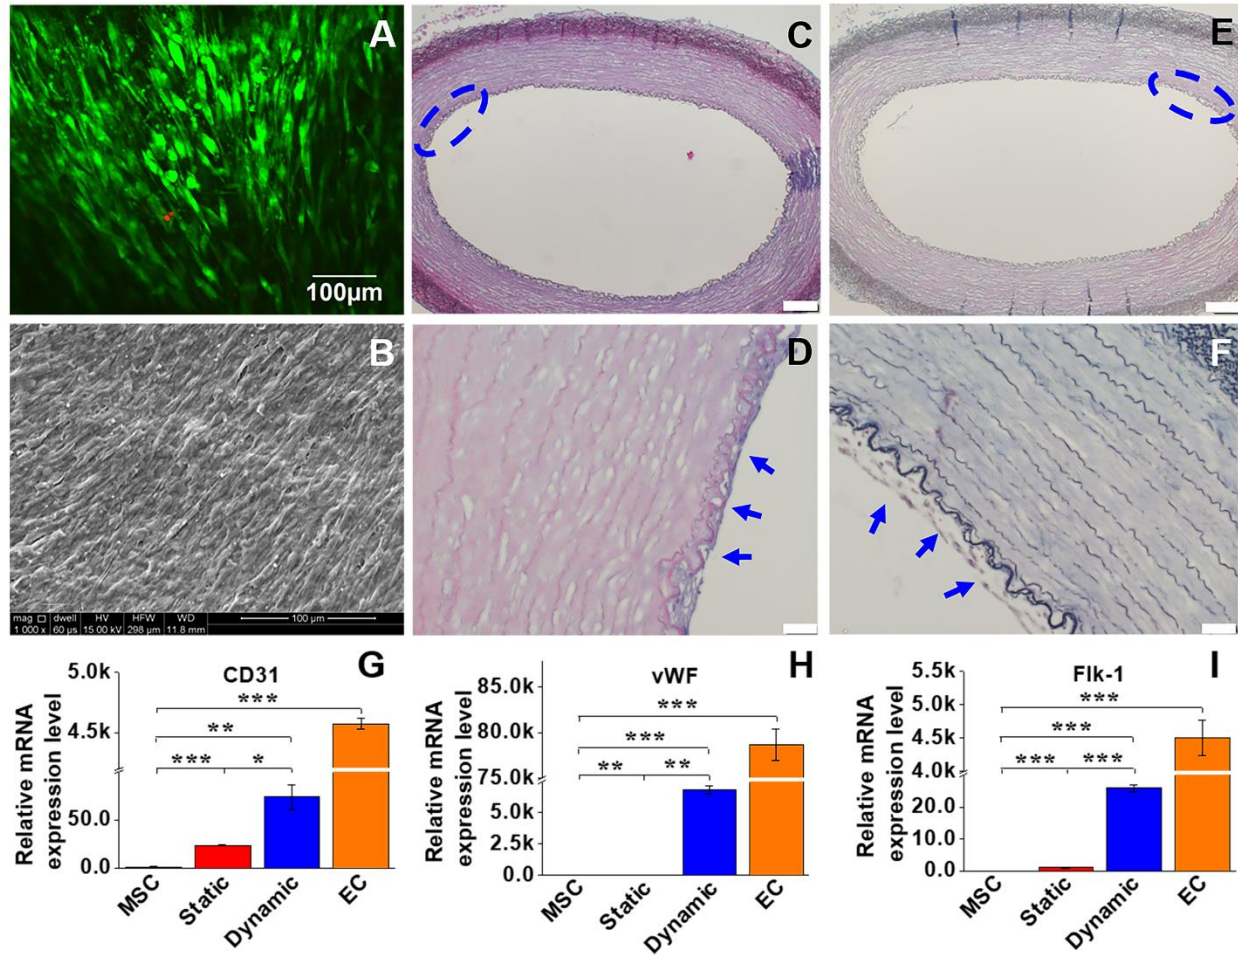 A
100µm
C
E
B
mag □ dwell HV HFW WD
1 000 x 60 µs 15.00 kV 298 µm 11.8 mm
100 µm
D
F
G
CD31
Relative mRNA
expression level
5.0k
4.5k
50.0
0.0
***
**
***
*
MSC
Static
Dynamic
EC
H
vWF
Relative mRNA
expression level
85.0k
80.0k
75.0k
5.0k
2.5k
0.0
***
***
**
**
MSC
Static
Dynamic
EC
I
Flk-1
Relative mRNA
expression level
5.5k
5.0k
4.5k
4.0k
20.0
10.0
0.0
***
***
***
***
MSC
Static
Dynamic
EC